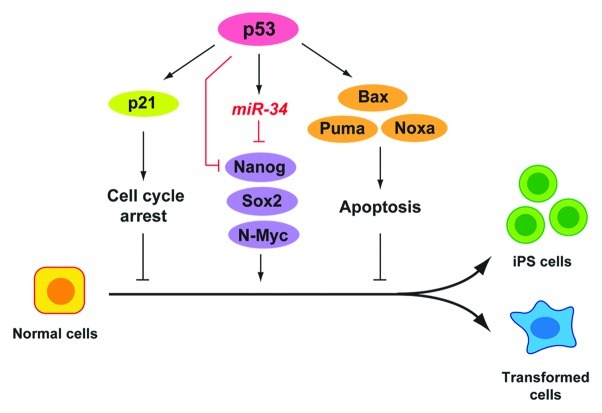 p53
p21
miR-34
Bax
Puma
Noxa
Nanog
Sox2
N-Myc
Cell cycle
arrest
Apoptosis
iPS cells
Normal cells
Transformed
cells